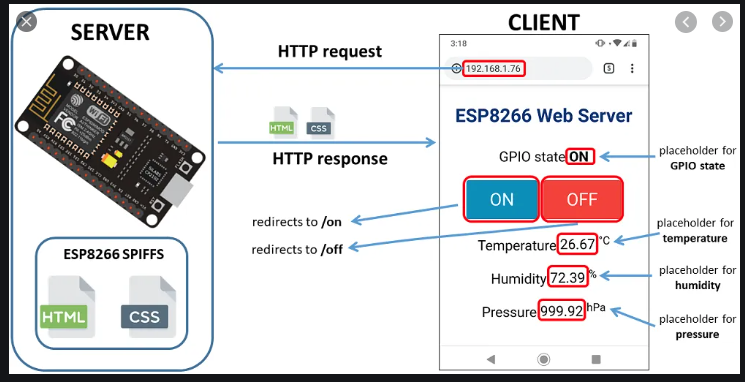 SERVER
CLIENT
HTTP request
3:18
192.168.1.76
5
HTML
CSS
HTTP response
ESP8266 Web Server
GPIO state ON
placeholder for
GPIO state
ON
OFF
redirects to /on
redirects to /off
Temperature 26.67 °C
placeholder for
temperature
Humidity 72.39 %
placeholder for
humidity
Pressure 999.92 hPa
placeholder for
pressure
WiFi
FC
ESP8266 SPIFFS
HTML
CSS